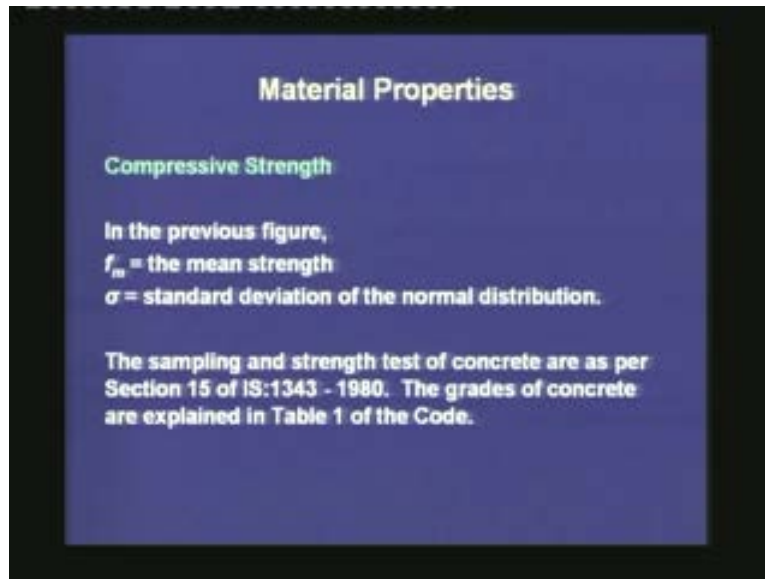 Material Properties
Compressive Strength
In the previous figure,
fm = the mean strength
σ = standard deviation of the normal distribution.
The sampling and strength test of concrete are as per
Section 15 of IS:1343 - 1980. The grades of concrete
are explained in Table 1 of the Code.